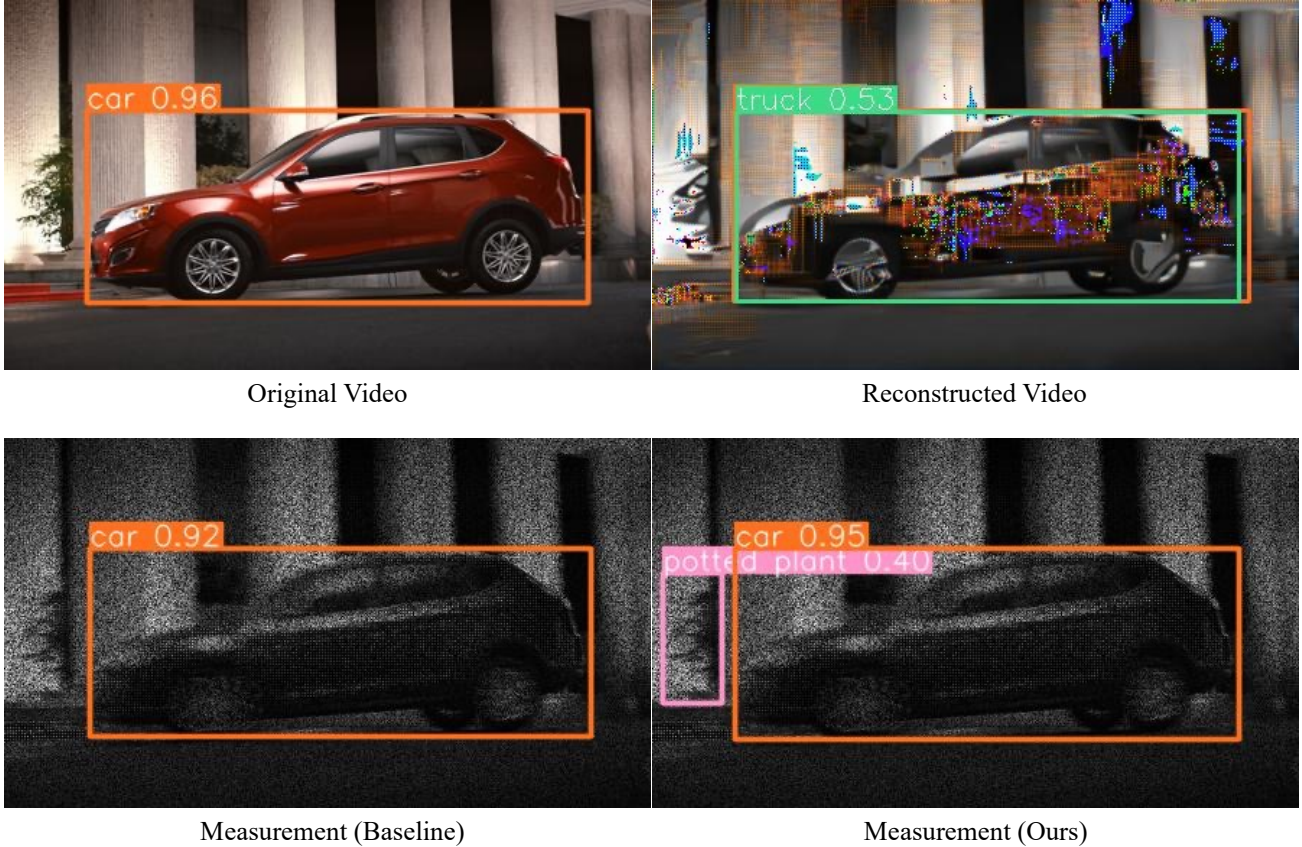 car 0.96
truck 0.53
Original Video
Reconstructed Video
car 0.92
car 0.95
potted plant 0.40
Measurement (Baseline)
Measurement (Ours)